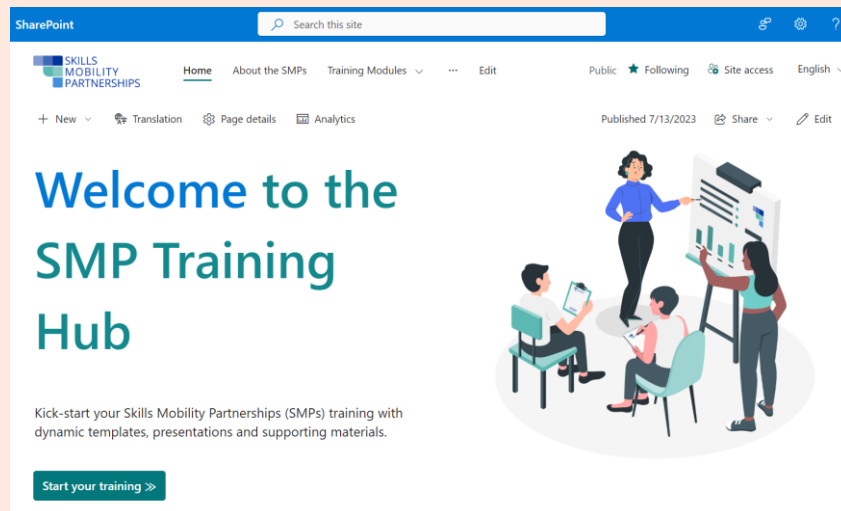 SharePoint
Search this site
?
SKILLS
MOBILITY
PARTNERSHIPS
Home About the SMPs Training Modules ... Edit
Public Following Site access English
+ New Translation Page details Analytics
Published 7/13/2023 Share Edit
Welcome to the
SMP Training
Hub
Kick-start your Skills Mobility Partnerships (SMPs) training with
dynamic templates, presentations and supporting materials.
Start your training ≫